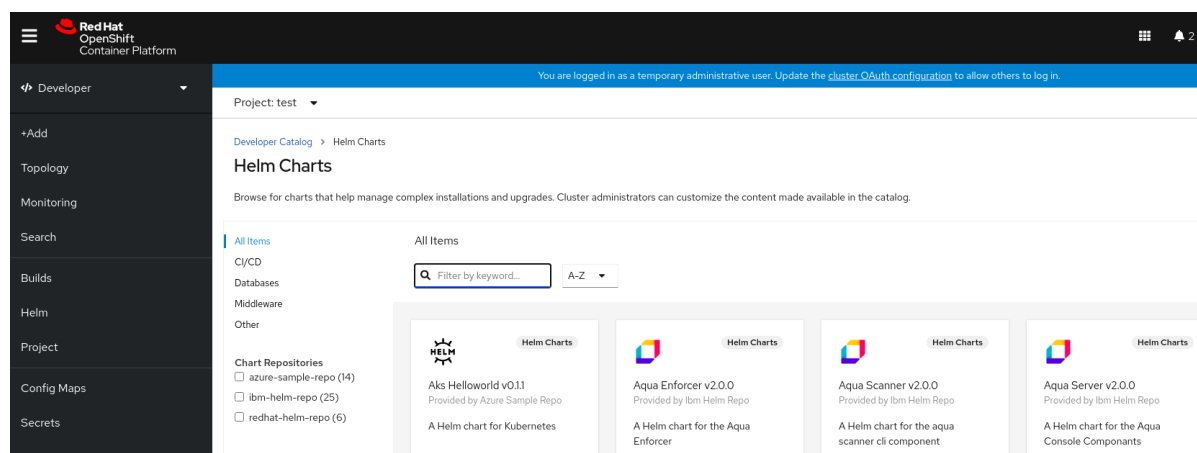 Red Hat
OpenShift
Container Platform
2
You are logged in as a temporary administrative user. Update the cluster OAuth configuration to allow others to log in.
Developer
Project: test
+Add
Topology
Monitoring
Search
Builds
Helm
Project
Config Maps
Secrets
Developer Catalog > Helm Charts
Helm Charts
Browse for charts that help manage complex installations and upgrades. Cluster administrators can customize the content made available in the catalog.
All Items
CI/CD
Databases
Middleware
Other
Chart Repositories
azure-sample-repo (14)
ibm-helm-repo (25)
redhat-helm-repo (6)
All Items
Filter by keyword...
A-Z
HELM
Helm Charts
Aks Helloworld v0.1.1
Provided by Azure Sample Repo
A Helm chart for Kubernetes
Helm Charts
Aqua Enforcer v2.0.0
Provided by Ibm Helm Repo
A Helm chart for the Aqua
Enforcer
Helm Charts
Aqua Scanner v2.0.0
Provided by Ibm Helm Repo
A Helm chart for the aqua
scanner cli component
Helm Charts
Aqua Server v2.0.0
Provided by Ibm Helm Repo
A Helm chart for the Aqua
Console Componants